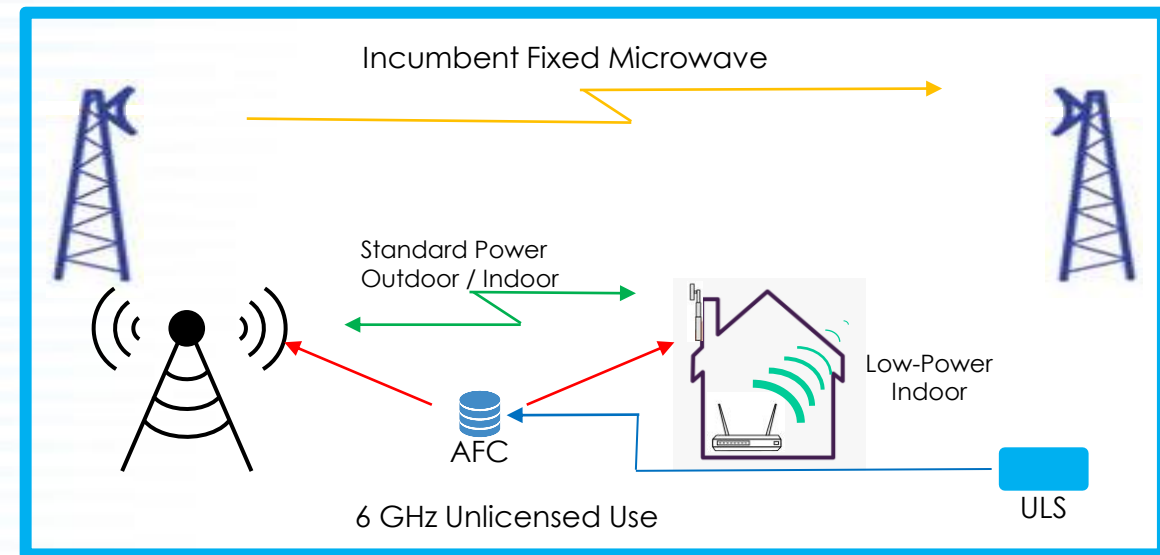 Incumbent Fixed Microwave
Standard Power
Outdoor / Indoor
Low-Power
Indoor
AFC
ULS
6 GHz Unlicensed Use